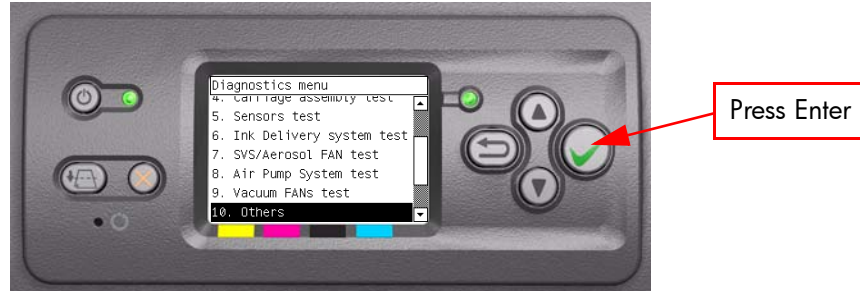 Diagnostics menu
4. Carriage assembly test
5. Sensors test
6. Ink Delivery system test
7. SVS/Aerosol FAN test
8. Air Pump System test
9. Vacuum FANs test
10. Others
Press Enter